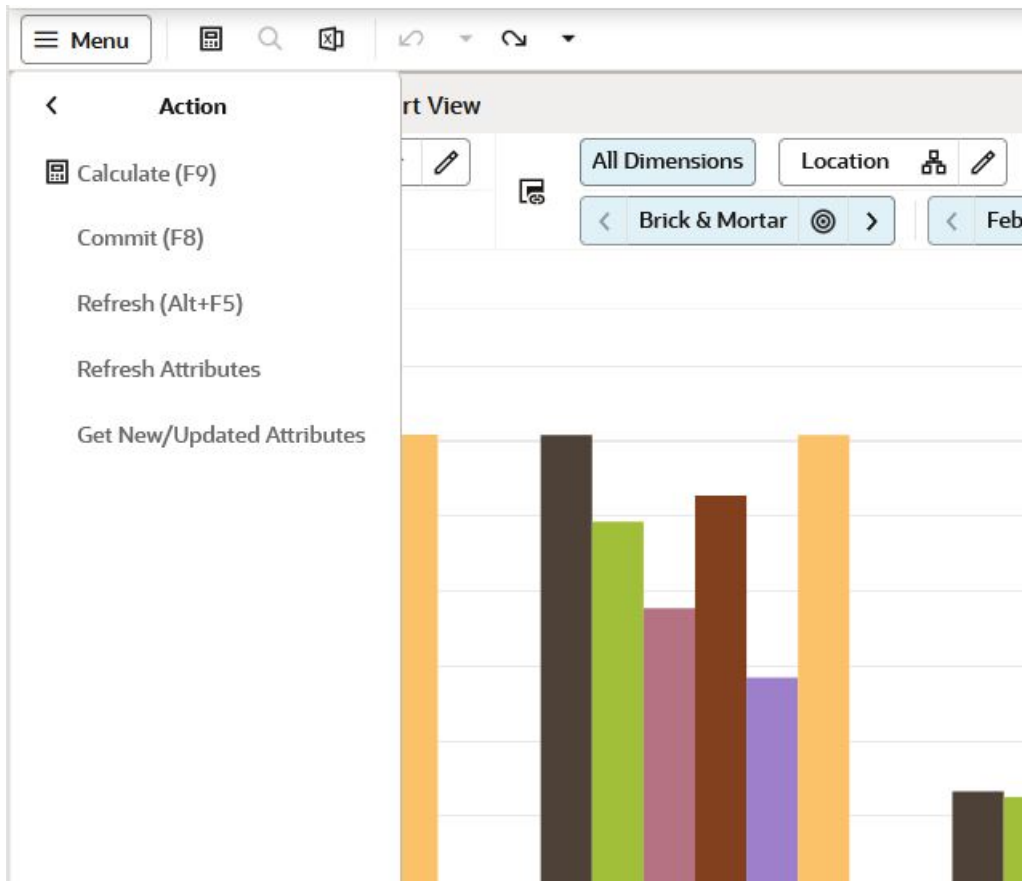 Menu
Action
rt View
Calculate (F9)
All Dimensions
Location
Commit (F8)
Brick & Mortar
Feb
Refresh (Alt+F5)
Refresh Attributes
Get New/Updated Attributes